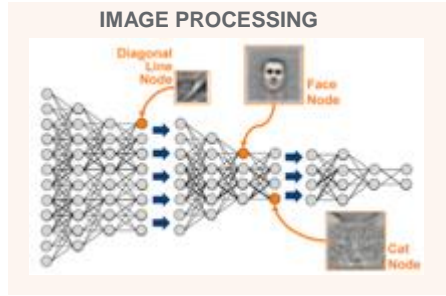 IMAGE PROCESSING
Diagonal
Line
Node
Face
Node
Cat
Node